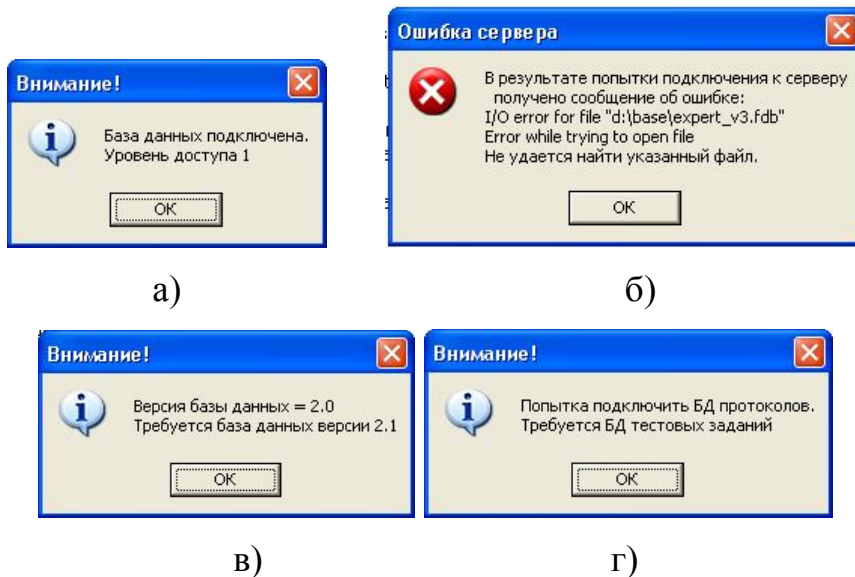 Внимание!
База данных подключена.
Уровень доступа 1
OK
а)
Ошибка сервера
В результате попытки подключения к серверу
получено сообщение об ошибке:
I/O error for file "d:\base\expert_v3.fdb"
Error while trying to open file
Не удается найти указанный файл.
OK
б)
Внимание!
Версия базы данных = 2.0
Требуется база данных версии 2.1
OK
в)
Внимание!
Попытка подключить БД протоколов.
Требуется БД тестовых заданий
OK
г)